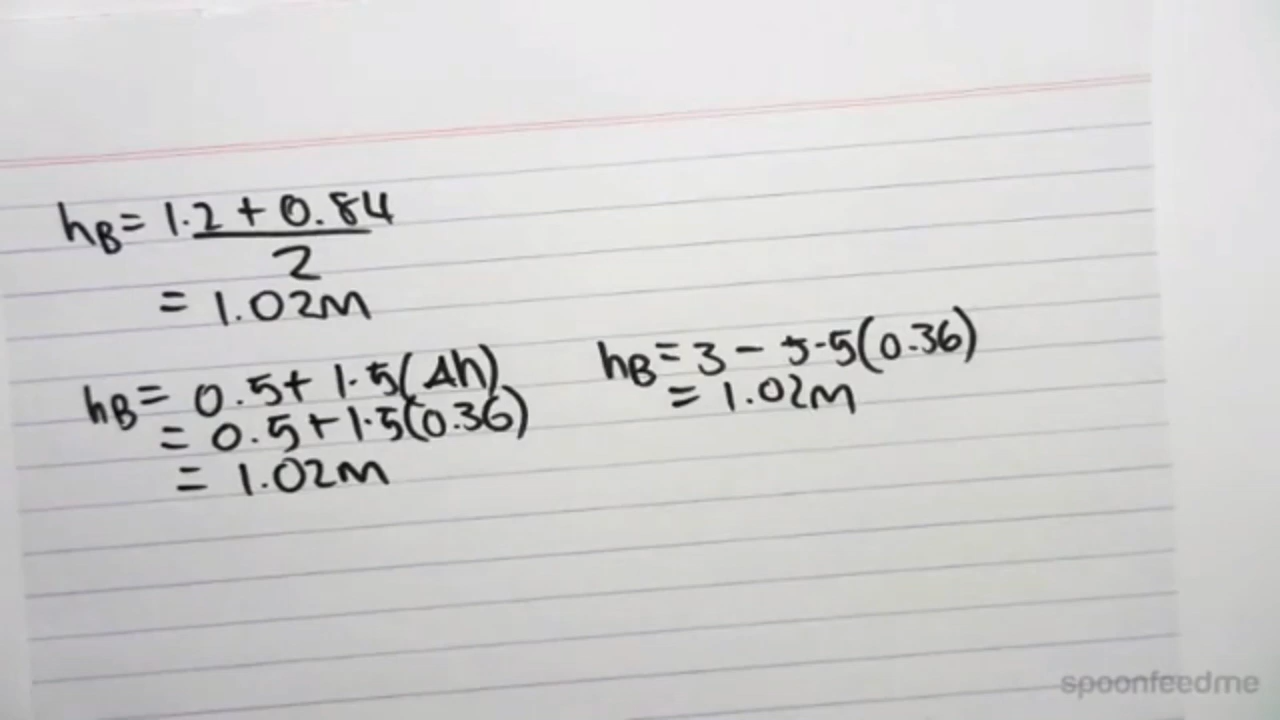 hB = 1.2 + 0.84
2
= 1.02m
hB = 0.5 + 1.5(Δh)
= 0.5 + 1.5(0.36)
= 1.02m
hB = 3 - 5.5(0.36)
= 1.02m
spoonfeedme